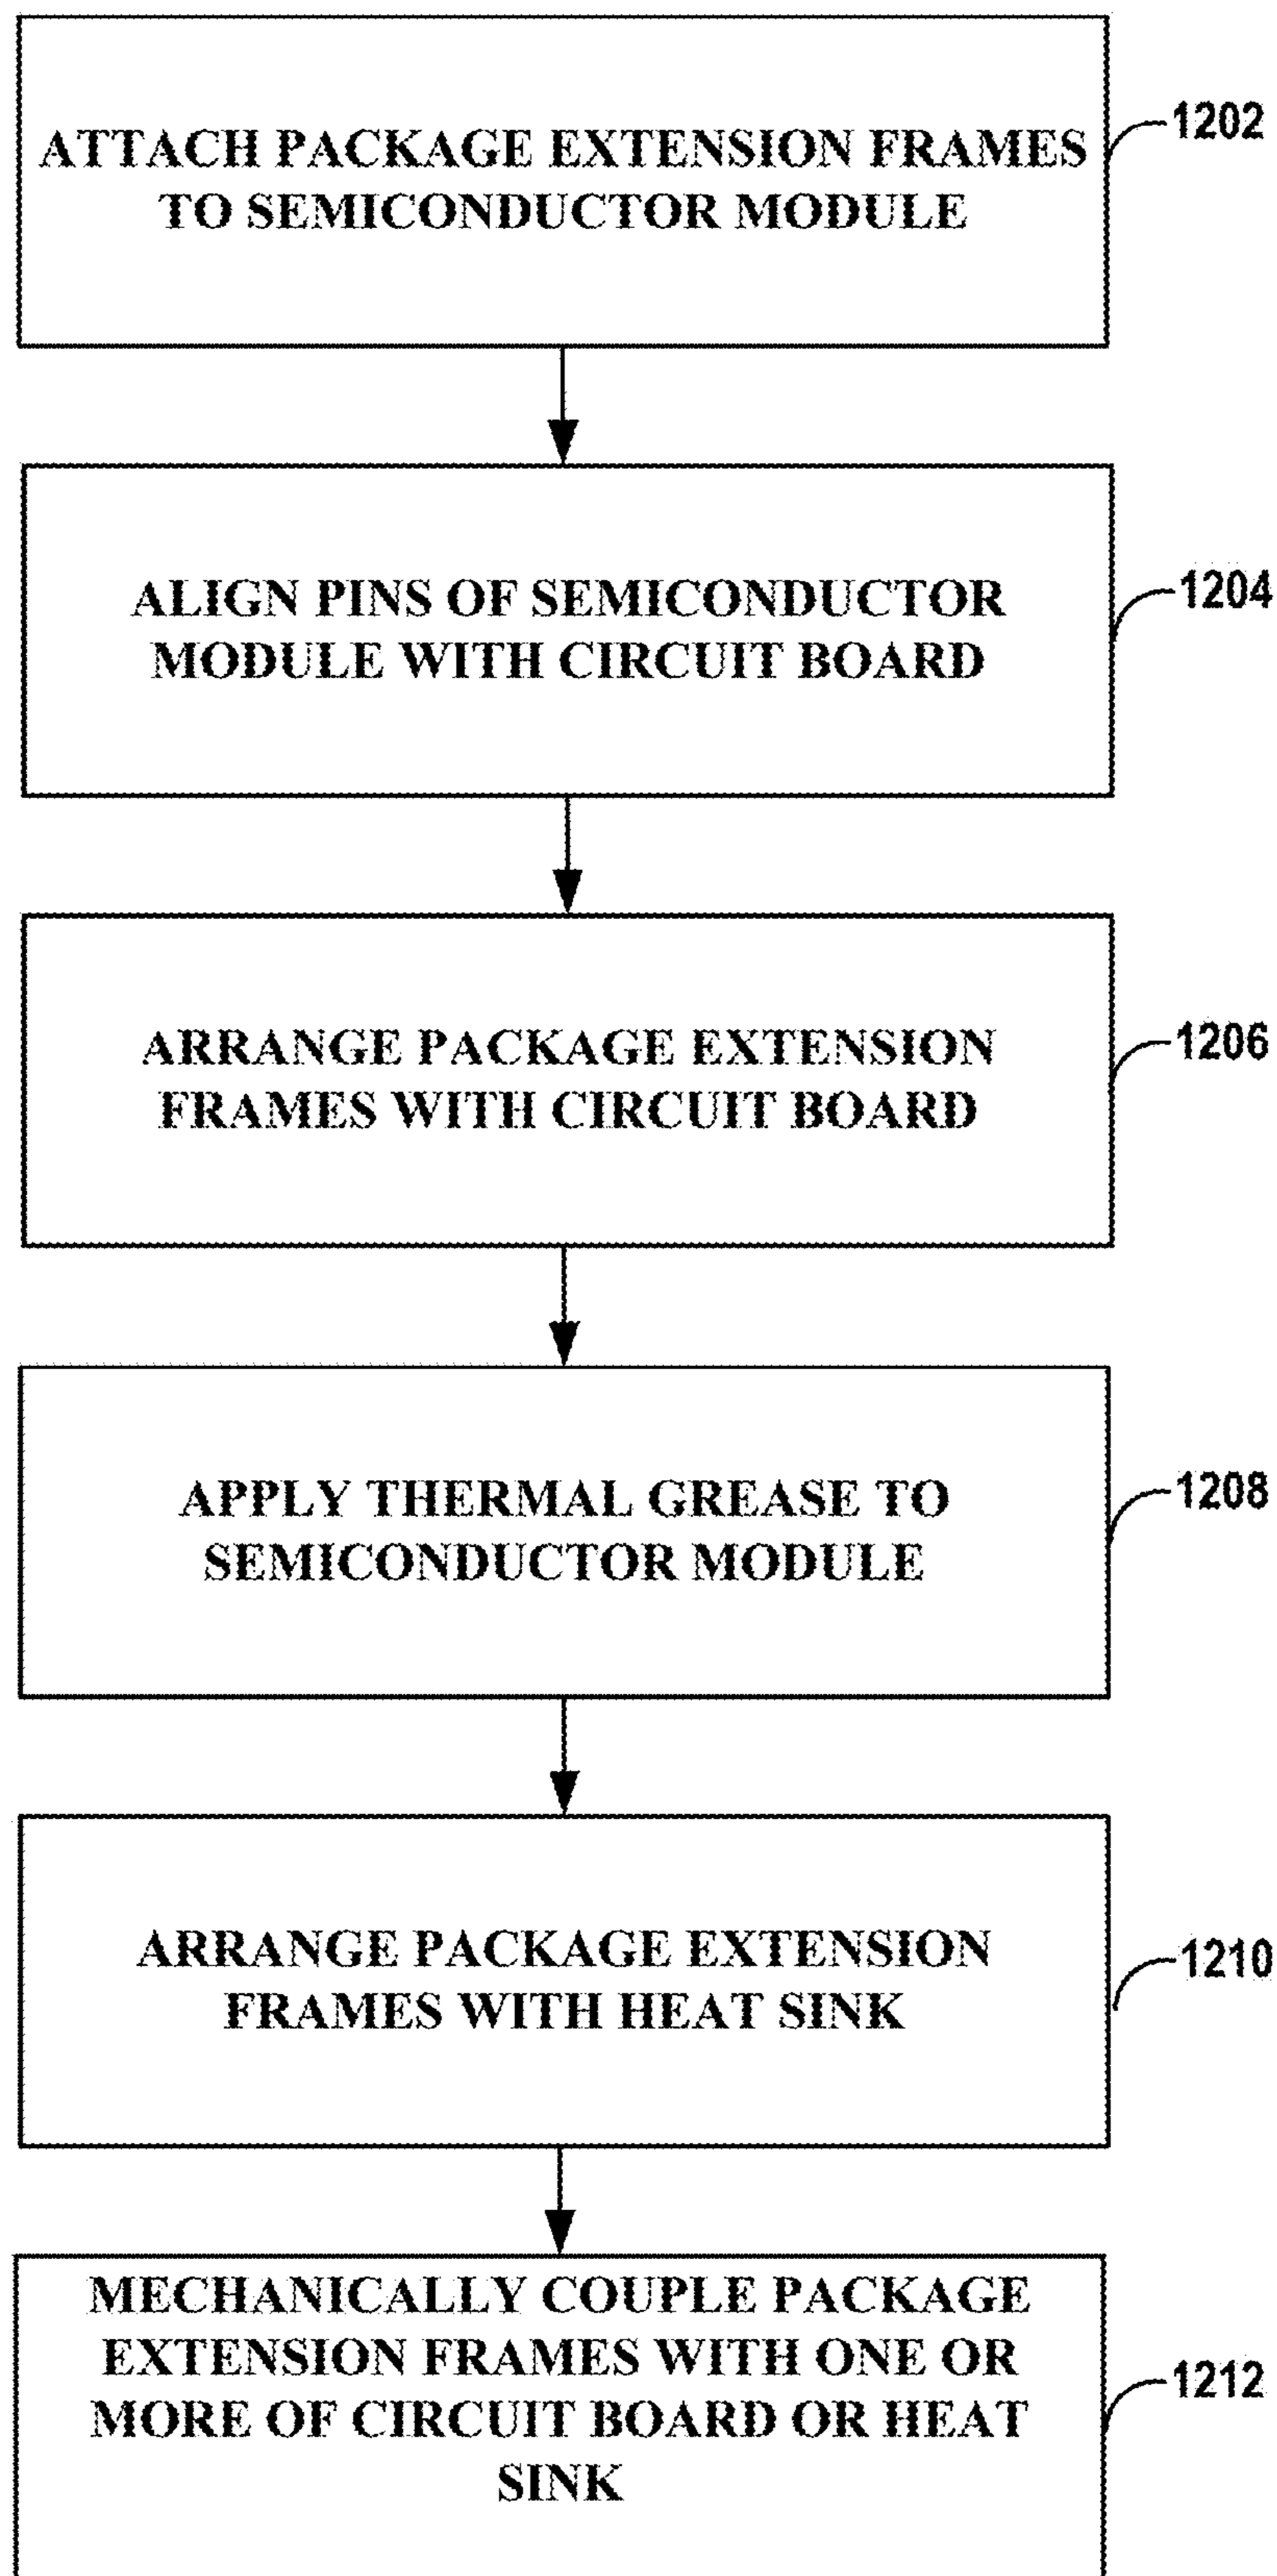 ATTACH PACKAGE EXTENSION FRAMES
TO SEMICONDUCTOR MODULE
1202
ALIGN PINS OF SEMICONDUCTOR
MODULE WITH CIRCUIT BOARD
1204
ARRANGE PACKAGE EXTENSION
FRAMES WITH CIRCUIT BOARD
1206
APPLY THERMAL GREASE TO
SEMICONDUCTOR MODULE
1208
ARRANGE PACKAGE EXTENSION
FRAMES WITH HEAT SINK
1210
MECHANICALLY COUPLE PACKAGE
EXTENSION FRAMES WITH ONE OR
MORE OF CIRCUIT BOARD OR HEAT
SINK
1212